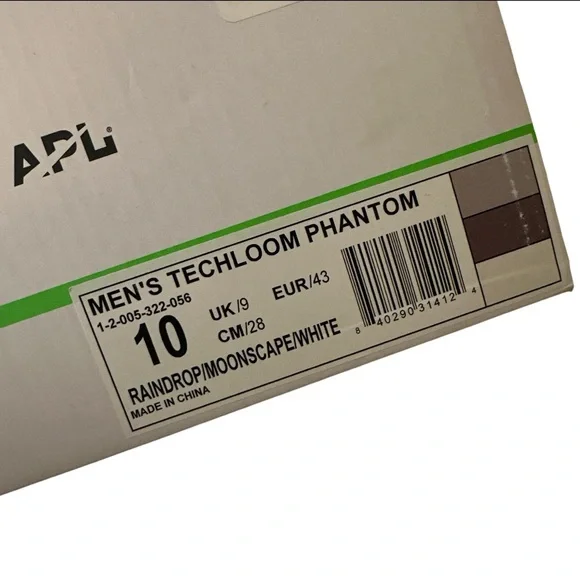 APL
MEN'S TECHLOOM PHANTOM
1-2-005-322-056
10 UK/9 EUR/43
CM/28
RAINDROP/MOONSCAPE/WHITE
MADE IN CHINA
8 40290 31412 4